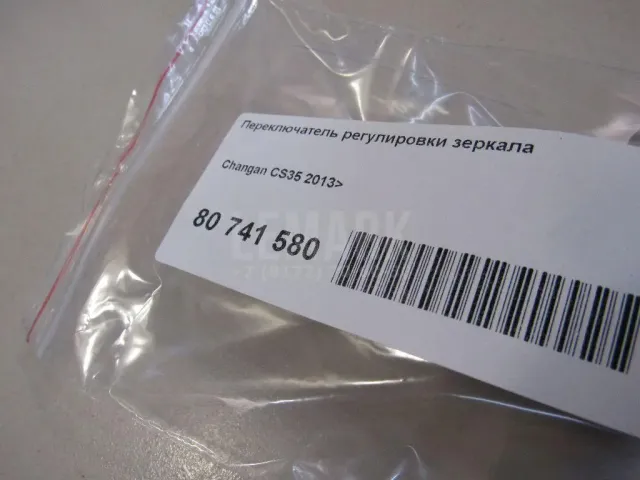 Переключатель регулировки зеркала
Changan CS35 2013>
80 741 580